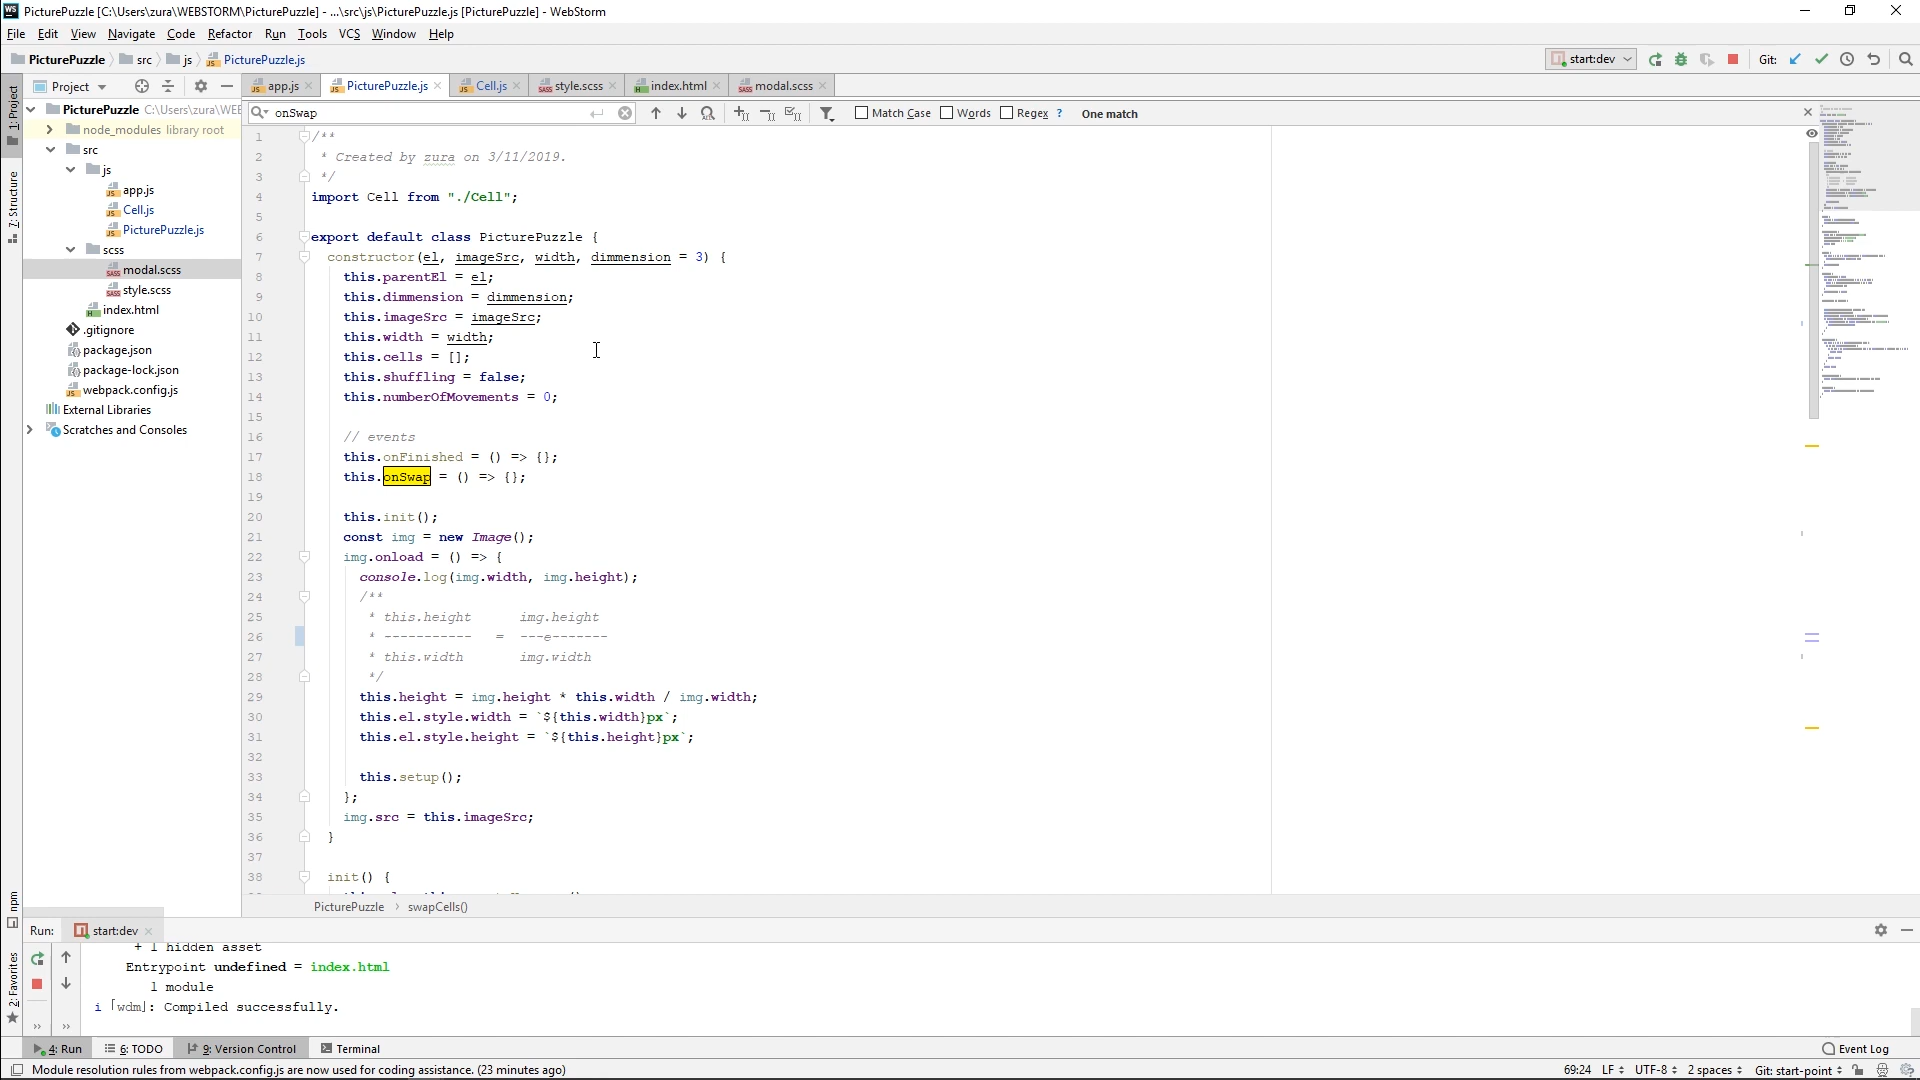 PicturePuzzle [C:\Users\zura\WEBSTORM\PicturePuzzle] - ...\src\js\PicturePuzzle.js [PicturePuzzle] - WebStorm
File Edit View Navigate Code Refactor Run Tools VCS Window Help
PicturePuzzle src js PicturePuzzle.js start:dev Git:
Project app.js PicturePuzzle.js Cell.js style.scss index.html modal.scss
1: Project
7: Structure
npm
2: Favorites
PicturePuzzle C:\Users\zura\WE
node_modules library root
src
js
app.js
Cell.js
PicturePuzzle.js
scss
modal.scss
style.scss
index.html
.gitignore
package.json
package-lock.json
webpack.config.js
External Libraries
Scratches and Consoles
onSwap Match Case Words Regex ? One match
1 /**
2 * Created by zura on 3/11/2019.
3 */
4 import Cell from "./Cell";
5
6 export default class PicturePuzzle {
7 constructor(el, imageSrc, width, dimmension = 3) {
8 this.parentEl = el;
9 this.dimmension = dimmension;
10 this.imageSrc = imageSrc;
11 this.width = width;
12 this.cells = [];
13 this.shuffling = false;
14 this.numberOfMovements = 0;
15
16 // events
17 this.onFinished = () => {};
18 this.onSwap = () => {};
19
20 this.init();
21 const img = new Image();
22 img.onload = () => {
23 console.log(img.width, img.height);
24 /**
25 * this.height img.height
26 * ----------- = ---e-------
27 * this.width img.width
28 */
29 this.height = img.height * this.width / img.width;
30 this.el.style.width = `${this.width}px`;
31 this.el.style.height = `${this.height}px`;
32
33 this.setup();
34 };
35 img.src = this.imageSrc;
36 }
37
38 init() {
PicturePuzzle > swapCells()
Run: start:dev
+ 1 hidden asset
Entrypoint undefined = index.html
1 module
i ｢wdm｣: Compiled successfully.
4: Run 6: TODO 9: Version Control Terminal Event Log
Module resolution rules from webpack.config.js are now used for coding assistance. (23 minutes ago) 69:24 LF UTF-8 2 spaces Git: start-point